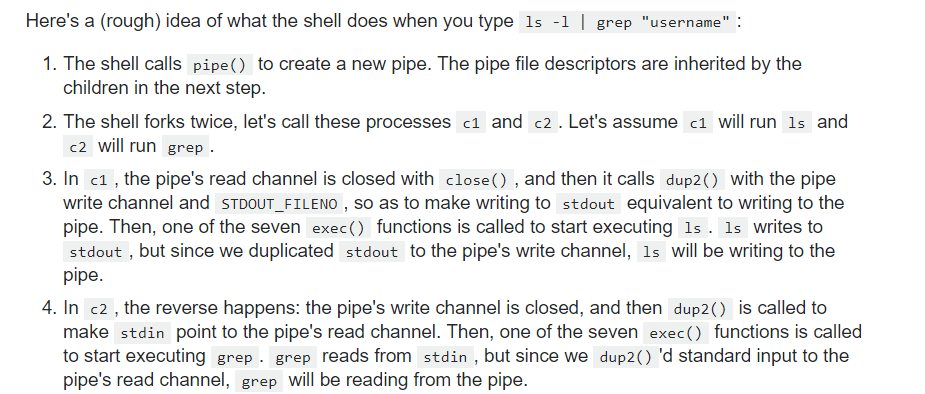 Here's a (rough) idea of what the shell does when you type ls -l | grep "username" :
1. The shell calls pipe() to create a new pipe. The pipe file descriptors are inherited by the
children in the next step.
2. The shell forks twice, let's call these processes c1 and c2 . Let's assume c1 will run ls and
c2 will run grep .
3. In c1 , the pipe's read channel is closed with close() , and then it calls dup2() with the pipe
write channel and STDOUT_FILENO , so as to make writing to stdout equivalent to writing to the
pipe. Then, one of the seven exec() functions is called to start executing ls . ls writes to
stdout , but since we duplicated stdout to the pipe's write channel, ls will be writing to the
pipe.
4. In c2 , the reverse happens: the pipe's write channel is closed, and then dup2() is called to
make stdin point to the pipe's read channel. Then, one of the seven exec() functions is called
to start executing grep . grep reads from stdin , but since we dup2() 'd standard input to the
pipe's read channel, grep will be reading from the pipe.